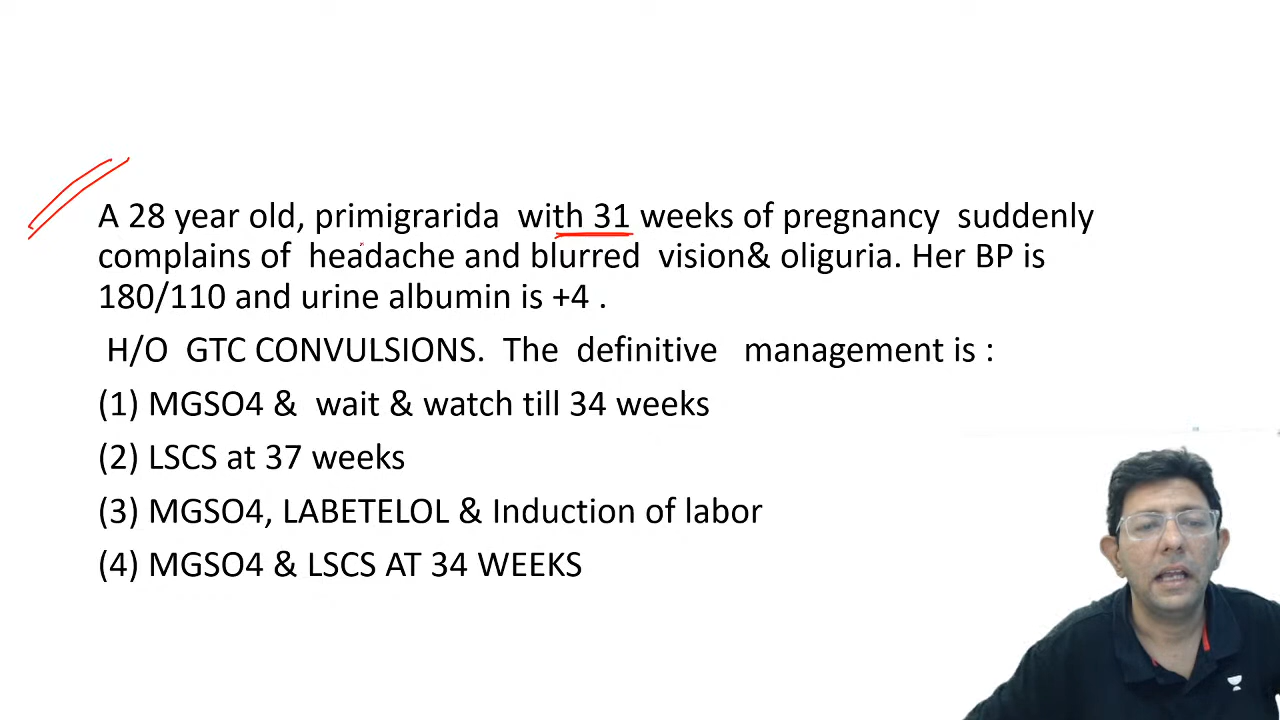 A 28 year old, primigrarida with 31 weeks of pregnancy suddenly
complains of headache and blurred vision& oliguria. Her BP is
180/110 and urine albumin is +4 .
H/O GTC CONVULSIONS. The definitive management is :
(1) MGSO4 & wait & watch till 34 weeks
(2) LSCS at 37 weeks
(3) MGSO4, LABETELOL & Induction of labor
(4) MGSO4 & LSCS AT 34 WEEKS